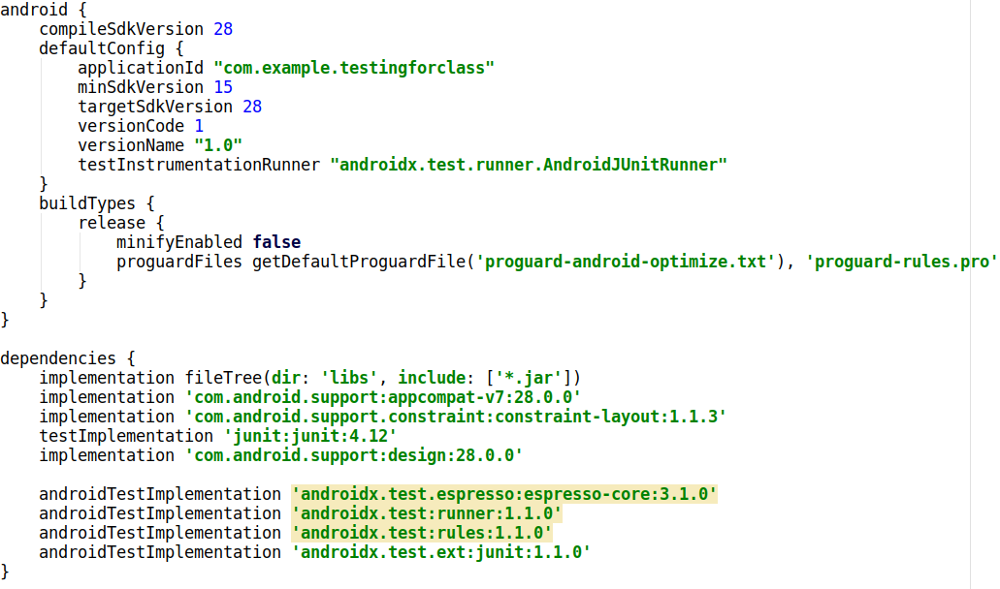 android {
    compileSdkVersion 28
    defaultConfig {
        applicationId "com.example.testingforclass"
        minSdkVersion 15
        targetSdkVersion 28
        versionCode 1
        versionName "1.0"
        testInstrumentationRunner "androidx.test.runner.AndroidJUnitRunner"
    }
    buildTypes {
        release {
            minifyEnabled false
            proguardFiles getDefaultProguardFile('proguard-android-optimize.txt'), 'proguard-rules.pro'
        }
    }
}

dependencies {
    implementation fileTree(dir: 'libs', include: ['*.jar'])
    implementation 'com.android.support:appcompat-v7:28.0.0'
    implementation 'com.android.support.constraint:constraint-layout:1.1.3'
    testImplementation 'junit:junit:4.12'
    implementation 'com.android.support:design:28.0.0'

    androidTestImplementation 'androidx.test.espresso:espresso-core:3.1.0'
    androidTestImplementation 'androidx.test:runner:1.1.0'
    androidTestImplementation 'androidx.test:rules:1.1.0'
    androidTestImplementation 'androidx.test.ext:junit:1.1.0'
}